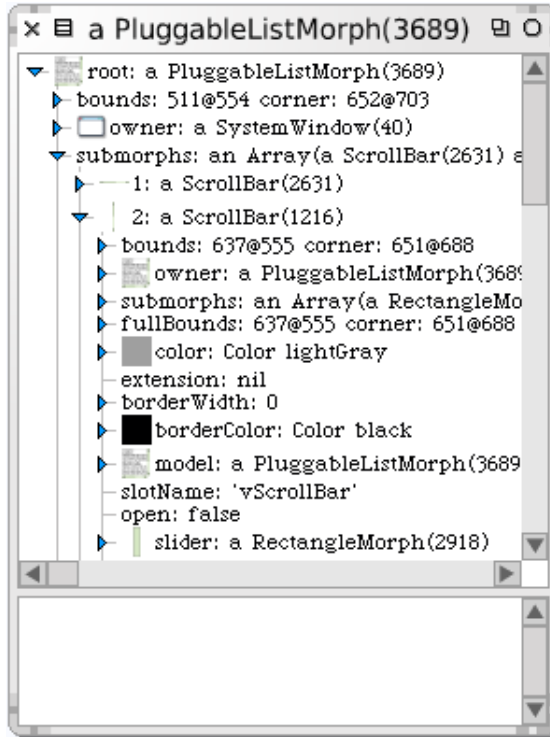 a PluggableListMorph(3689)
root: a PluggableListMorph(3689)
bounds: 511@554 corner: 652@703
owner: a SystemWindow(40)
submorphs: an Array(a ScrollBar(2631) a
1: a ScrollBar(2631)
2: a ScrollBar(1216)
bounds: 637@555 corner: 651@688
owner: a PluggableListMorph(368
submorphs: an Array(a RectangleMo
fullBounds: 637@555 corner: 651@688
color: Color lightGray
extension: nil
borderWidth: 0
borderColor: Color black
model: a PluggableListMorph(3689
slotName: 'vScrollBar'
open: false
slider: a RectangleMorph(2918)